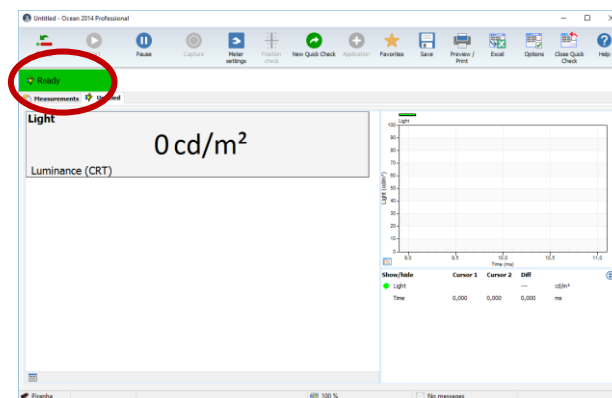 Untitled - Ocean 2014 Professional
Pause
Capture
Meter settings
Position check
New Quick Check
Application
Favorites
Save
Preview / Print
Excel
Options
Close Quick Check
Help
Ready
Measurements
Light
0 cd/m²
Luminance (CRT)
Light
100
90
80
70
60
50
40
30
20
10
0
Light (cd/m²)
9,0 9,5 10,0 10,5 11,0
Time (ms)
Show/hide Cursor 1 Cursor 2 Diff
Light --- cd/m²
Time 0,000 0,000 0,000 ms
Piranha 100 % No messages